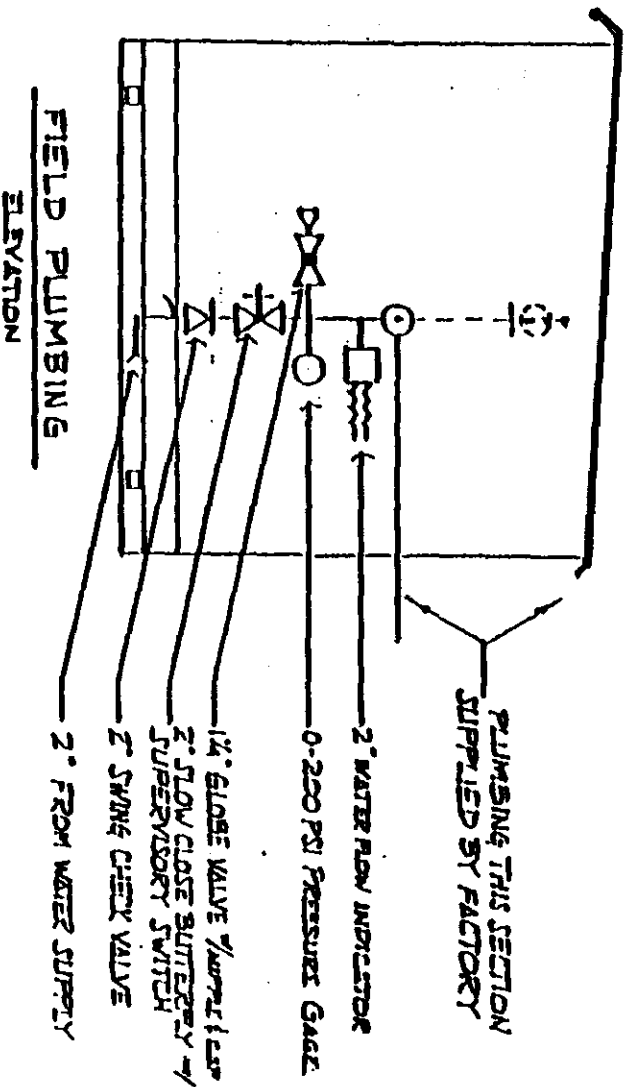 PLUMBING THIS SECTION
SUPPLIED BY FACTORY
2" WATER FLOW INDICATOR
0-200 PSI PRESSURE GAGE
1¼" GLOBE VALVE W/NIPPLE & CAP
2" SLOW CLOSE BUTTERFLY W/
SUPERVISORY SWITCH
2" SWING CHECK VALVE
2" FROM WATER SUPPLY
FIELD PLUMBING
ELEVATION